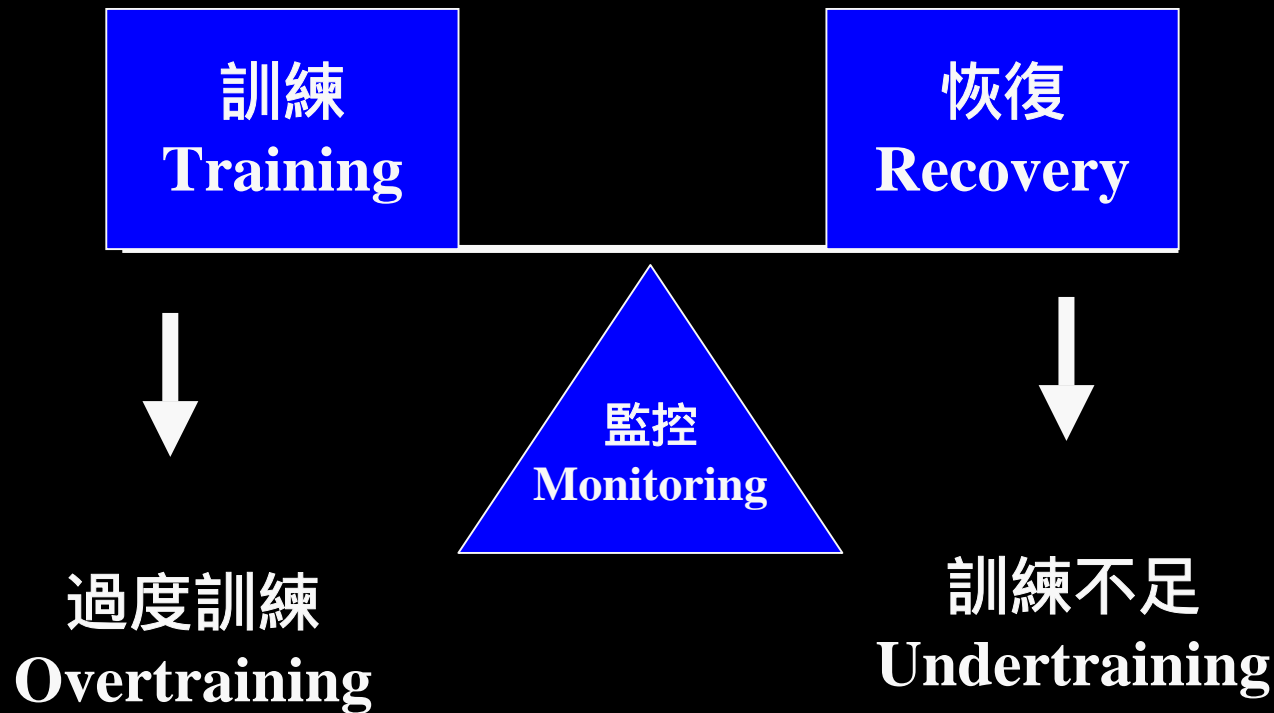 訓練
Training
恢復
Recovery
監控
Monitoring
過度訓練
Overtraining
訓練不足
Undertraining